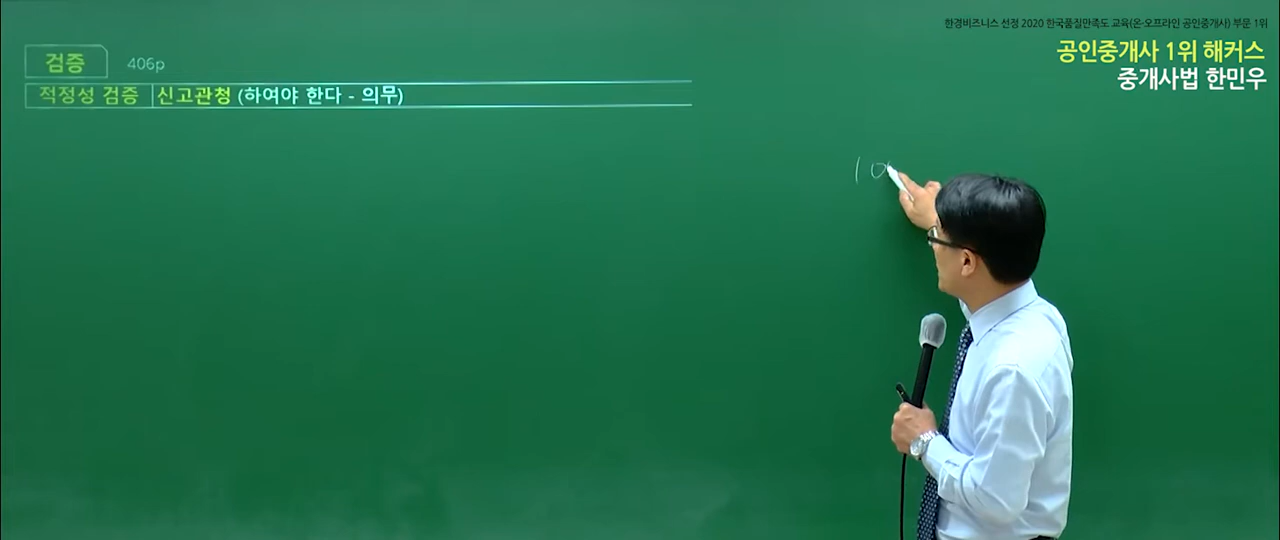 한경비즈니스 선정 2020 한국품질만족도 교육(온·오프라인 공인중개사) 부문 1위
공인중개사 1위 해커스
중개사법 한민우
검증 406p
적정성 검증 신고관청 (하여야 한다 - 의무)
10